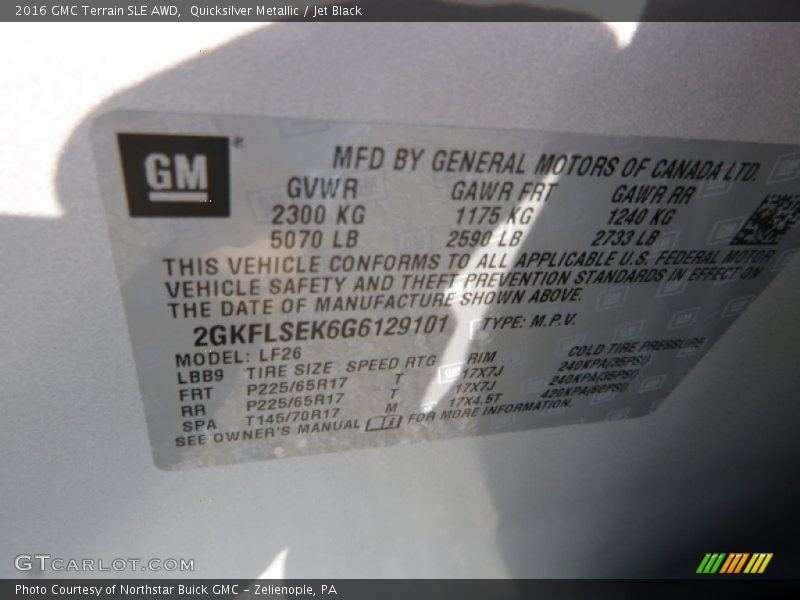 2016 GMC Terrain SLE AWD, Quicksilver Metallic / Jet Black
GM®
MFD BY GENERAL MOTORS OF CANADA LTD.
GVWR GAWR FRT GAWR RR
2300 KG 1175 KG 1240 KG
5070 LB 2590 LB 2733 LB
THIS VEHICLE CONFORMS TO ALL APPLICABLE U.S. FEDERAL MOTOR
VEHICLE SAFETY AND THEFT PREVENTION STANDARDS IN EFFECT ON
THE DATE OF MANUFACTURE SHOWN ABOVE.
2GKFLSEK6G6129101 TYPE: M.P.V.
MODEL: LF26
LBB9 TIRE SIZE SPEED RTG RIM COLD TIRE PRESSURE
FRT P225/65R17 T 17X7J 240KPA(35PSI)
RR P225/65R17 T 17X7J 240KPA(35PSI)
SPA T145/70R17 M 17X4.5T 420KPA(60PSI)
SEE OWNER'S MANUAL FOR MORE INFORMATION.
GTCARLOT.COM
Photo Courtesy of Northstar Buick GMC – Zelienople, PA